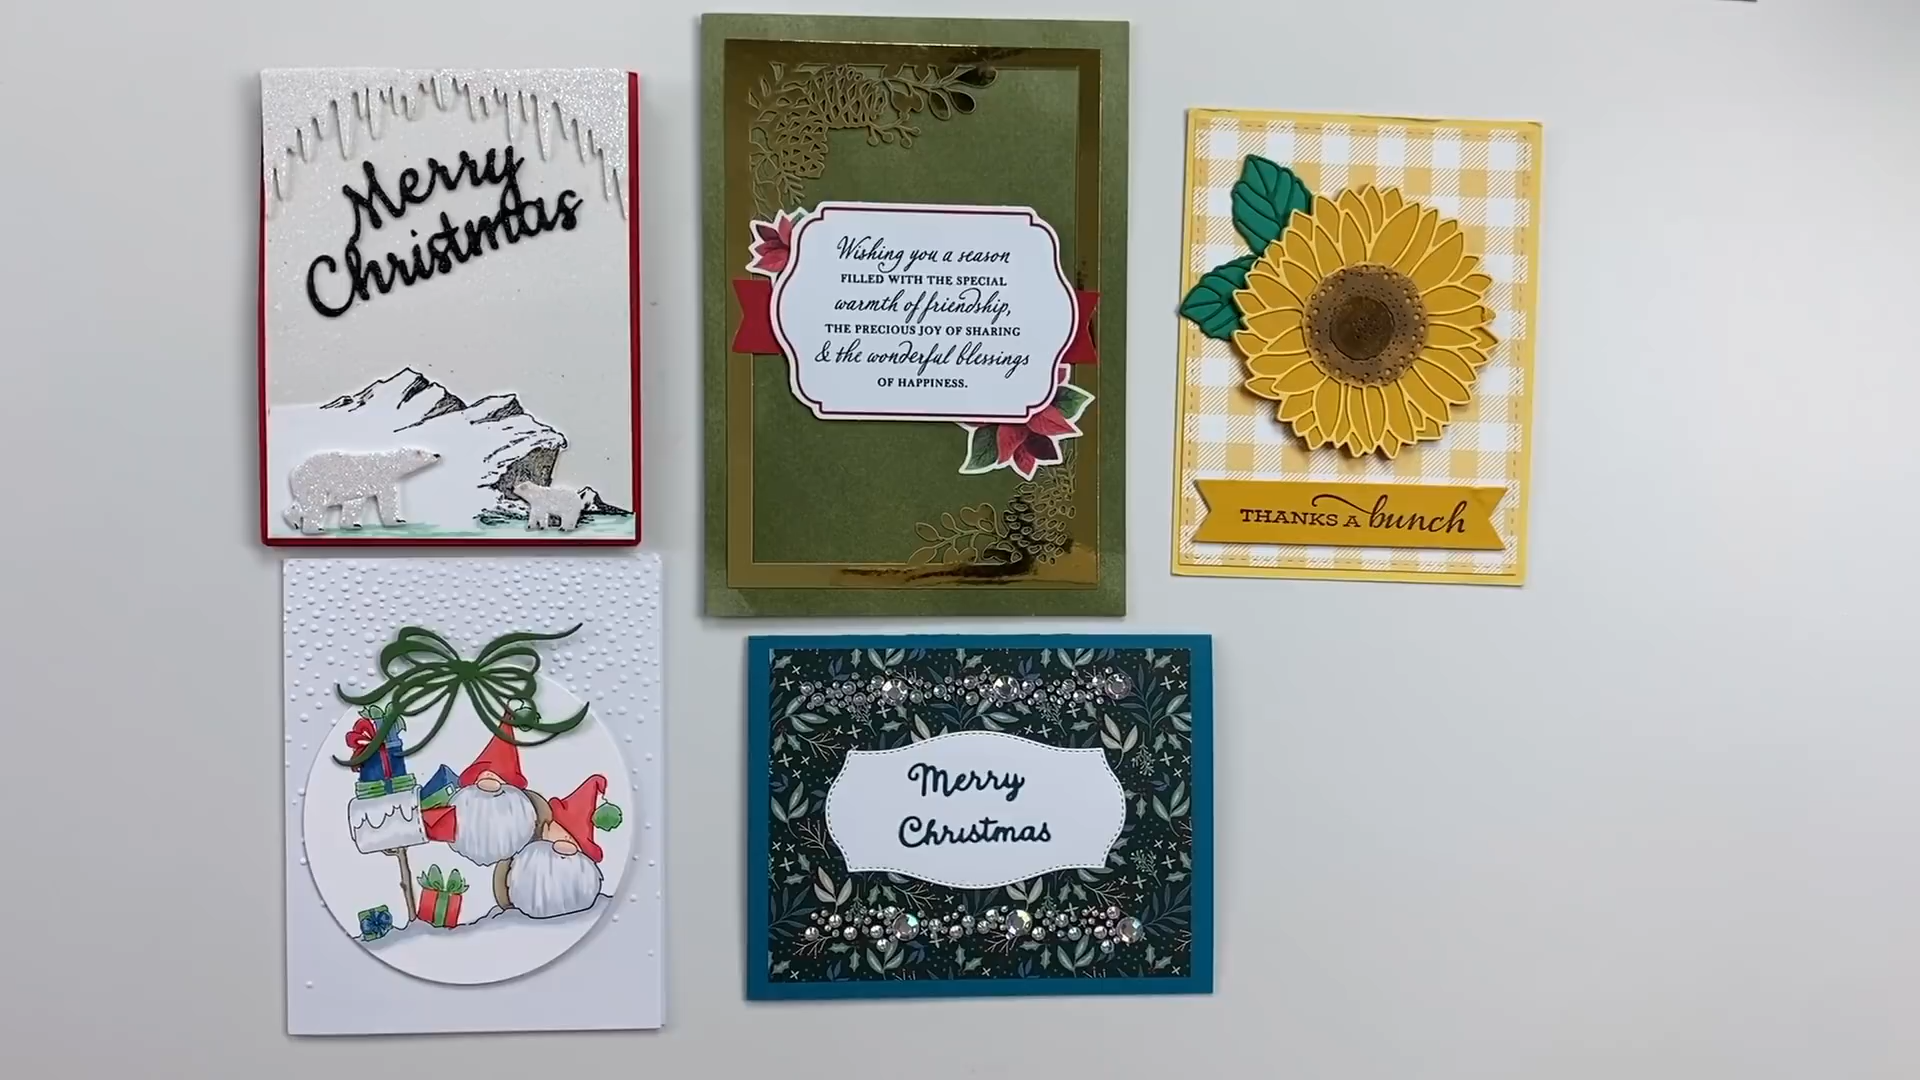 Merry
Christmas
Wishing you a season
FILLED WITH THE SPECIAL
warmth of friendship,
THE PRECIOUS JOY OF SHARING
& the wonderful blessings
OF HAPPINESS.
THANKS A bunch
Merry
Christmas